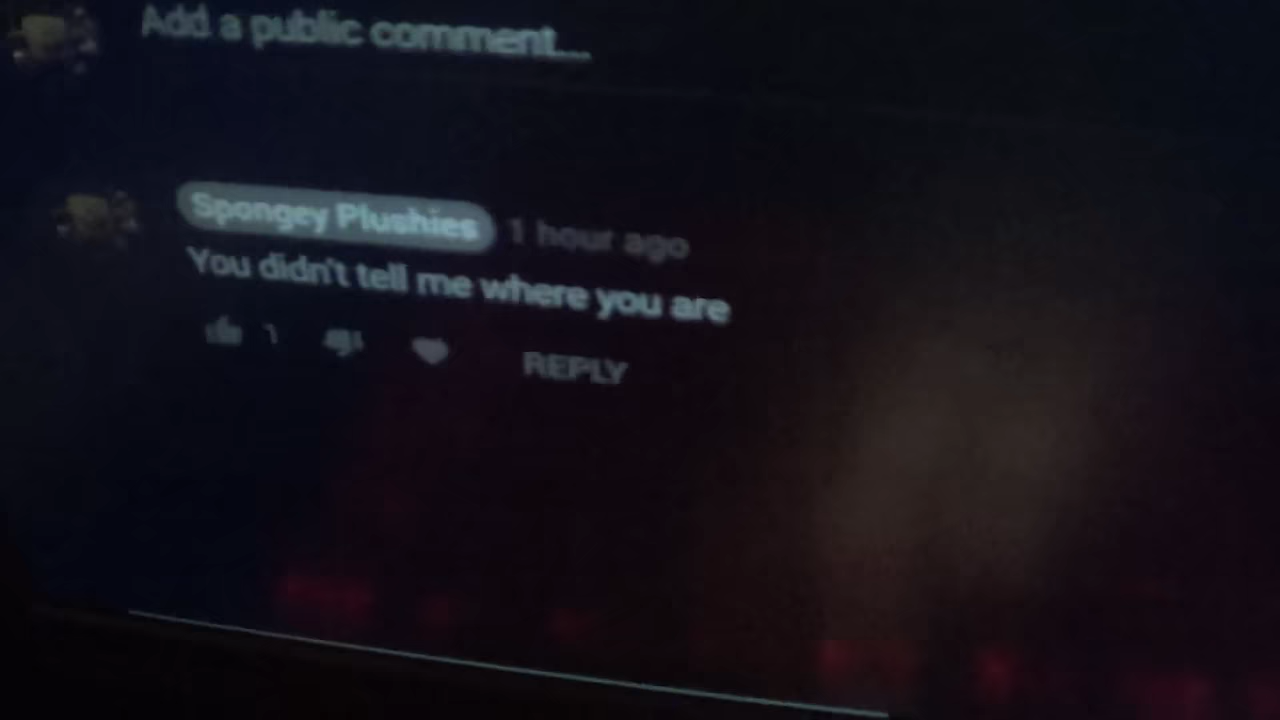 Add a public comment...
Spongey Plushies 1 hour ago
You didn't tell me where you are
1 REPLY